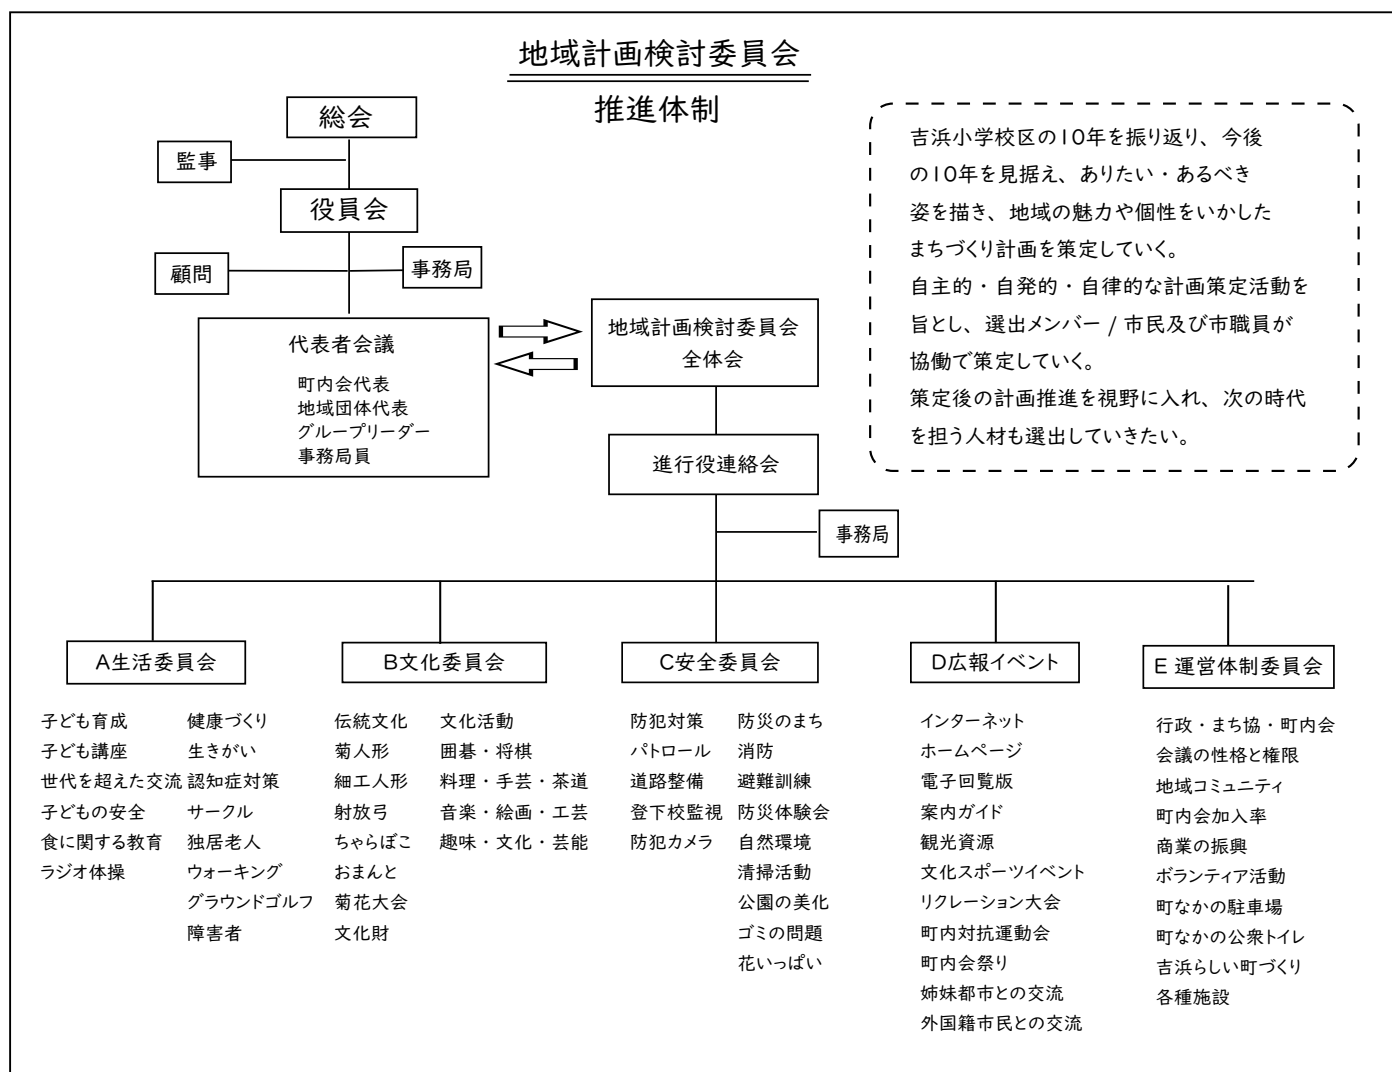 地域計画検討委員会
推進体制
総会
監事
役員会
顧問
事務局
代表者会議
町内会代表
地域団体代表
グループリーダー
事務局員
地域計画検討委員会
全体会
進行役連絡会
事務局
吉浜小学校区の10年を振り返り、今後
の10年を見据え、ありたい・あるべき
姿を描き、地域の魅力や個性をいかした
まちづくり計画を策定していく。
自主的・自発的・自律的な計画策定活動を
旨とし、選出メンバー / 市民及び市職員が
協働で策定していく。
策定後の計画推進を視野に入れ、次の時代
を担う人材も選出していきたい。
A生活委員会
子ども育成
子ども講座
世代を超えた交流
子どもの安全
食に関する教育
ラジオ体操
健康づくり
生きがい
認知症対策
サークル
独居老人
ウォーキング
グラウンドゴルフ
障害者
B文化委員会
伝統文化
菊人形
細工人形
射放弓
ちゃらぼこ
おまんと
菊花大会
文化財
文化活動
囲碁・将棋
料理・手芸・茶道
音楽・絵画・工芸
趣味・文化・芸能
C安全委員会
防犯対策
パトロール
道路整備
登下校監視
防犯カメラ
防災のまち
消防
避難訓練
防災体験会
自然環境
清掃活動
公園の美化
ゴミの問題
花いっぱい
D広報イベント
インターネット
ホームページ
電子回覧版
案内ガイド
観光資源
文化スポーツイベント
リクレーション大会
町内対抗運動会
町内会祭り
姉妹都市との交流
外国籍市民との交流
E 運営体制委員会
行政・まち協・町内会
会議の性格と権限
地域コミュニティ
町内会加入率
商業の振興
ボランティア活動
町なかの駐車場
町なかの公衆トイレ
吉浜らしい町づくり
各種施設